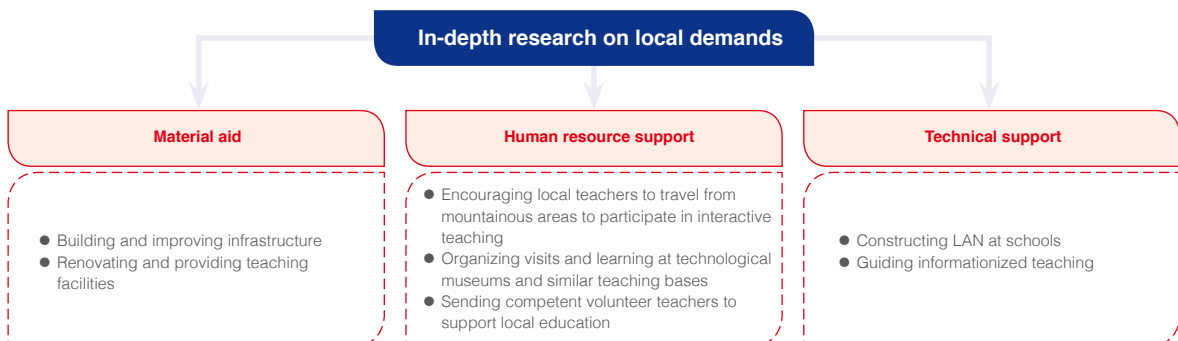 In-depth research on local demands
Material aid
● Building and improving infrastructure
● Renovating and providing teaching
facilities
Human resource support
● Encouraging local teachers to travel from
mountainous areas to participate in interactive
teaching
● Organizing visits and learning at technological
museums and similar teaching bases
● Sending competent volunteer teachers to
support local education
Technical support
● Constructing LAN at schools
● Guiding informationized teaching